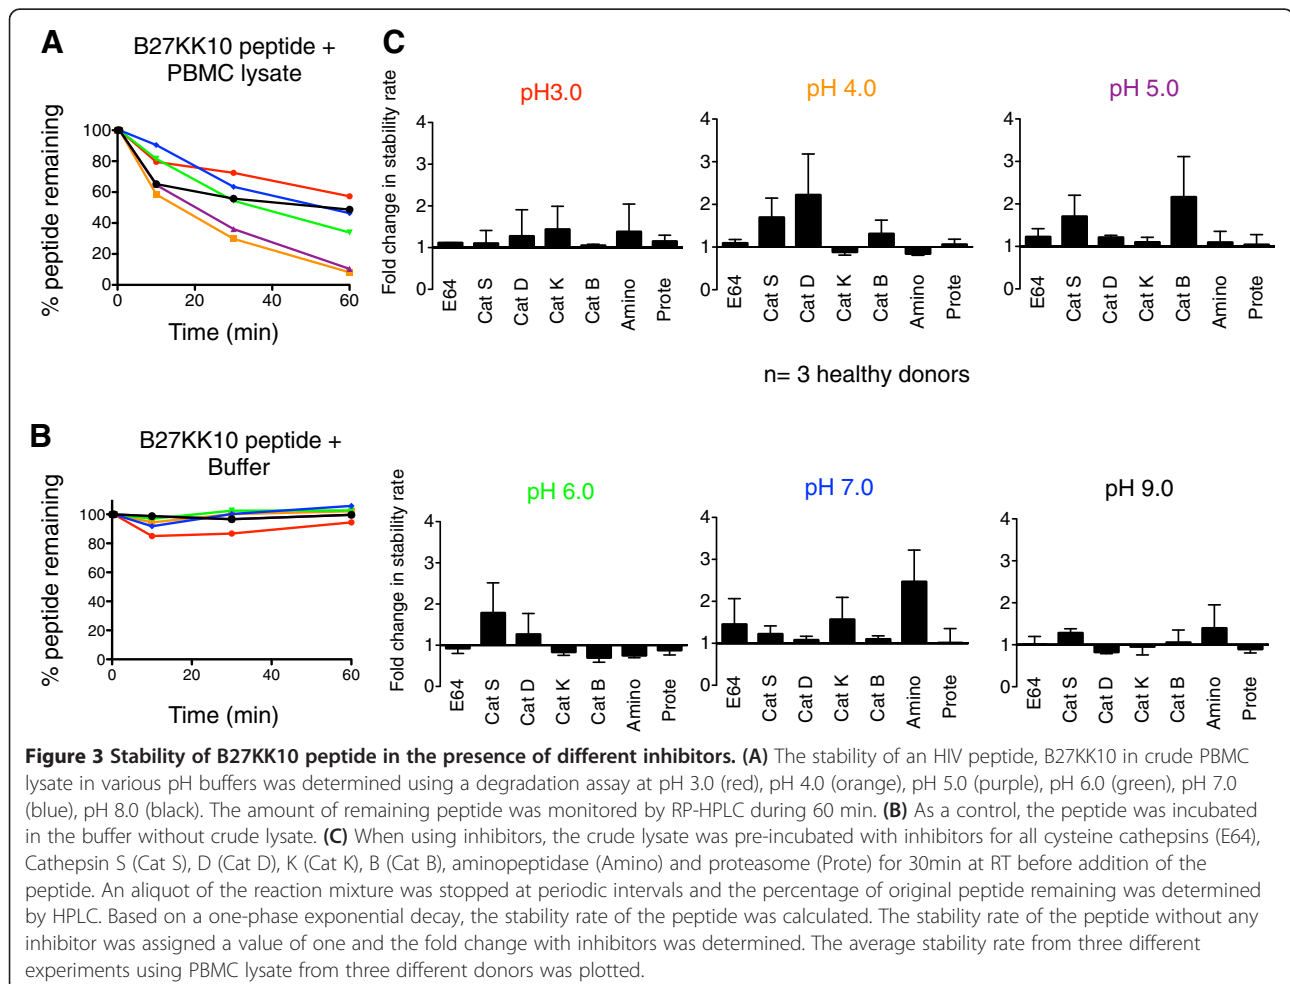 A
B27KK10 peptide +
PBMC lysate
% peptide remaining
100
80
60
40
20
0
0 20 40 60
Time (min)
C
Fold change in stability rate
pH3.0
4
3
2
1
0
E64 Cat S Cat D Cat K Cat B Amino Prote
pH 4.0
4
3
2
1
0
E64 Cat S Cat D Cat K Cat B Amino Prote
pH 5.0
4
3
2
1
0
E64 Cat S Cat D Cat K Cat B Amino Prote
n= 3 healthy donors
B
B27KK10 peptide +
Buffer
% peptide remaining
100
80
60
100
20
0
0 20 40 60
Time (min)
Fold change in stability rate
pH 6.0
4
3
2
1
0
E64 Cat S Cat D Cat K Cat B Amino Prote
pH 7.0
4
3
2
1
0
E64 Cat S Cat D Cat K Cat B Amino Prote
pH 9.0
4
3
2
1
0
E64 Cat S Cat D Cat K Cat B Amino Prote
Figure 3 Stability of B27KK10 peptide in the presence of different inhibitors. (A) The stability of an HIV peptide, B27KK10 in crude PBMC
lysate in various pH buffers was determined using a degradation assay at pH 3.0 (red), pH 4.0 (orange), pH 5.0 (purple), pH 6.0 (green), pH 7.0
(blue), pH 8.0 (black). The amount of remaining peptide was monitored by RP-HPLC during 60 min. (B) As a control, the peptide was incubated
in the buffer without crude lysate. (C) When using inhibitors, the crude lysate was pre-incubated with inhibitors for all cysteine cathepsins (E64),
Cathepsin S (Cat S), D (Cat D), K (Cat K), B (Cat B), aminopeptidase (Amino) and proteasome (Prote) for 30min at RT before addition of the
peptide. An aliquot of the reaction mixture was stopped at periodic intervals and the percentage of original peptide remaining was determined
by HPLC. Based on a one-phase exponential decay, the stability rate of the peptide was calculated. The stability rate of the peptide without any
inhibitor was assigned a value of one and the fold change with inhibitors was determined. The average stability rate from three different
experiments using PBMC lysate from three different donors was plotted.